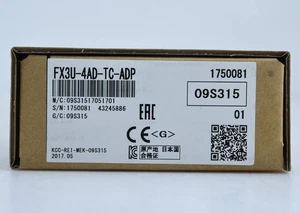 FX3U-4AD-TC-ADP 1750081
M/C:09S31517051701
S/N:1750081 43245886
G/C:09S315
09S315
EAC
01
CE <G>
KCC-REI-MEK-09S315
2017.05
原产地 日本国
合格证